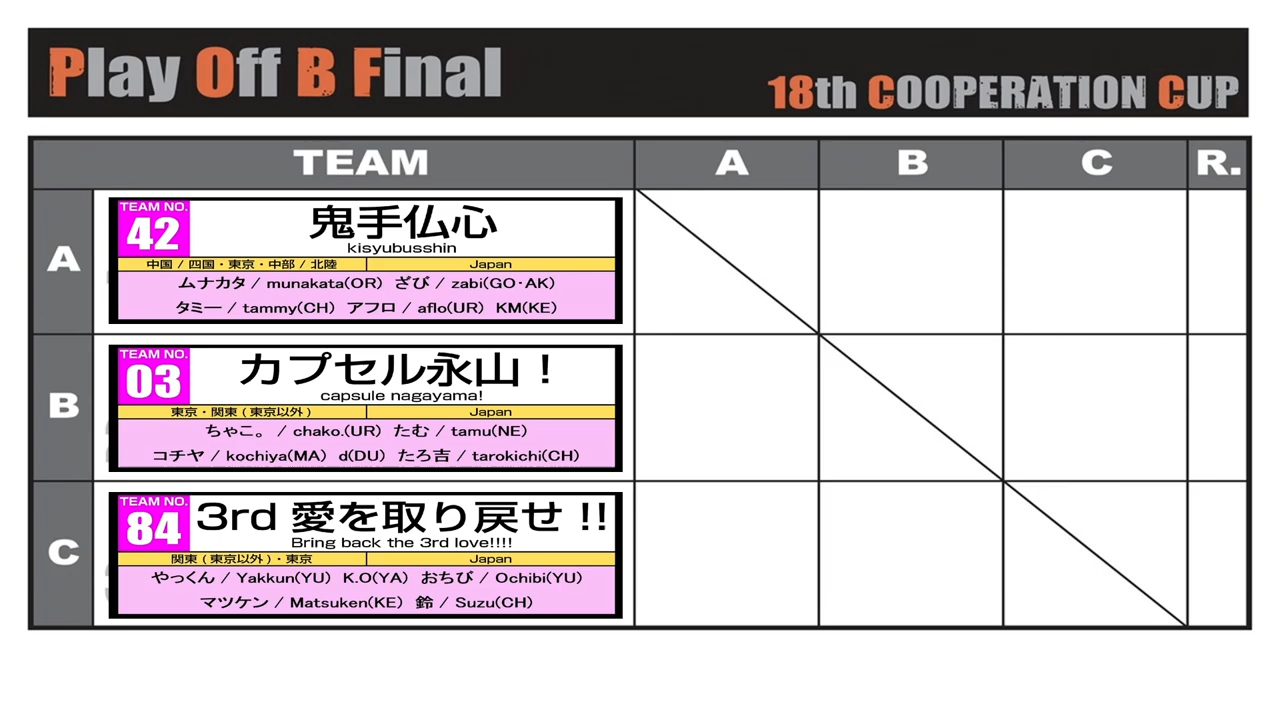 Play Off B Final
18th COOPERATION CUP
TEAM A B C R.
A
TEAM NO.
42
鬼手仏心
kisyubusshin
中国 / 四国・東京・中部 / 北陸 Japan
ムナカタ / munakata(OR) ざび / zabi(GO・AK)
タミー / tammy(CH) アフロ / aflo(UR) KM(KE)
B
TEAM NO.
03
カプセル永山！
capsule nagayama!
東京・関東 ( 東京以外 ) Japan
ちゃこ。 / chako.(UR) たむ / tamu(NE)
コチヤ / kochiya(MA) d(DU) たろ吉 / tarokichi(CH)
C
TEAM NO.
84
3rd 愛を取り戻せ !!
Bring back the 3rd love!!!!
関東 ( 東京以外 )・東京 Japan
やっくん / Yakkun(YU) K.O(YA) おちび / Ochibi(YU)
マツケン / Matsuken(KE) 鈴 / Suzu(CH)